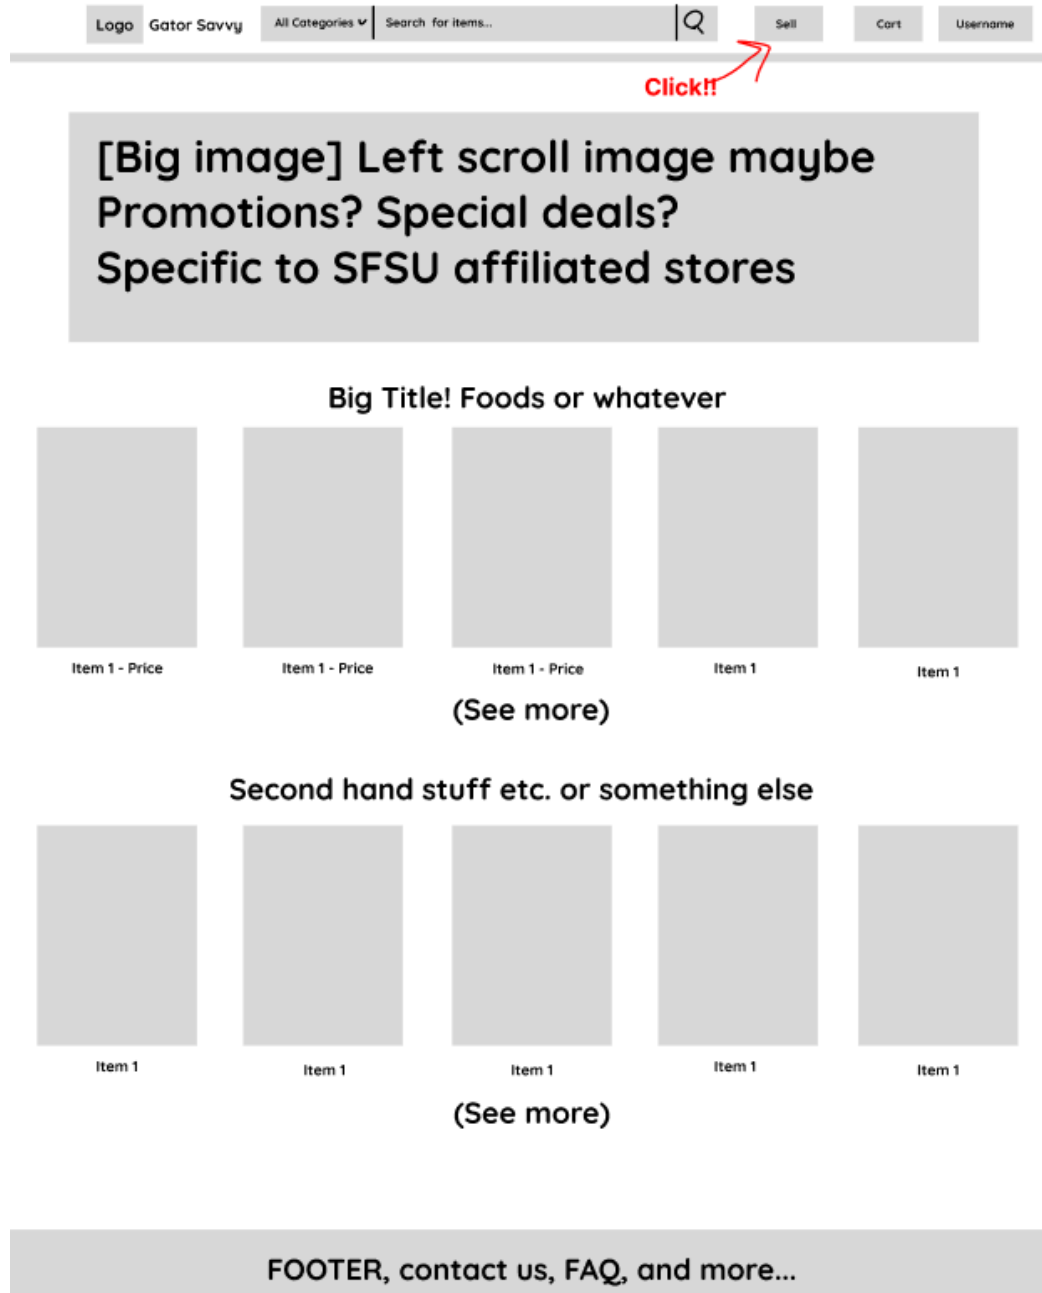 Logo Gator Savvy All Categories Search for items... Sell Cart Username
Click!!
[Big image] Left scroll image maybe
Promotions? Special deals?
Specific to SFSU affiliated stores
Big Title! Foods or whatever
Item 1 - Price Item 1 - Price Item 1 - Price Item 1 Item 1
(See more)
Second hand stuff etc. or something else
Item 1 Item 1 Item 1 Item 1 Item 1
(See more)
FOOTER, contact us, FAQ, and more...